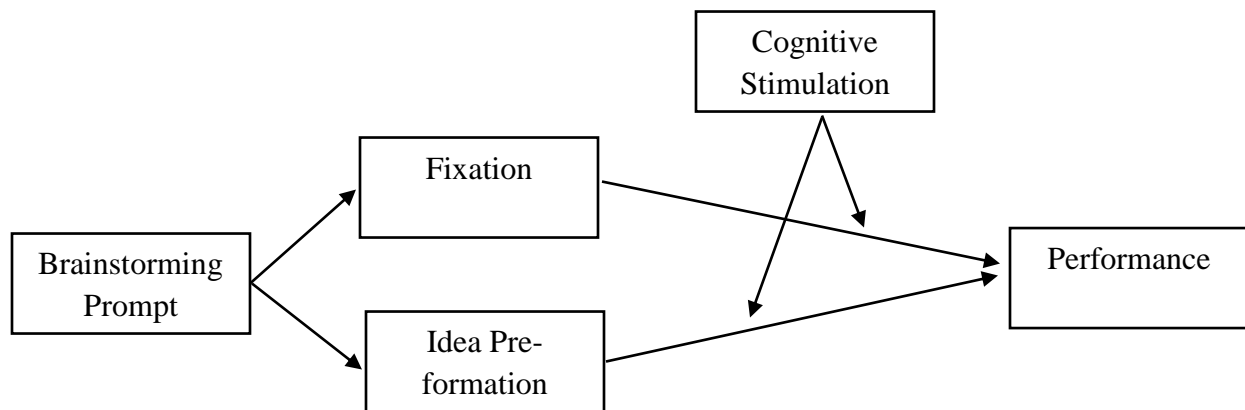 Cognitive
Stimulation
Fixation
Brainstorming
Prompt
Performance
Idea Pre-
formation